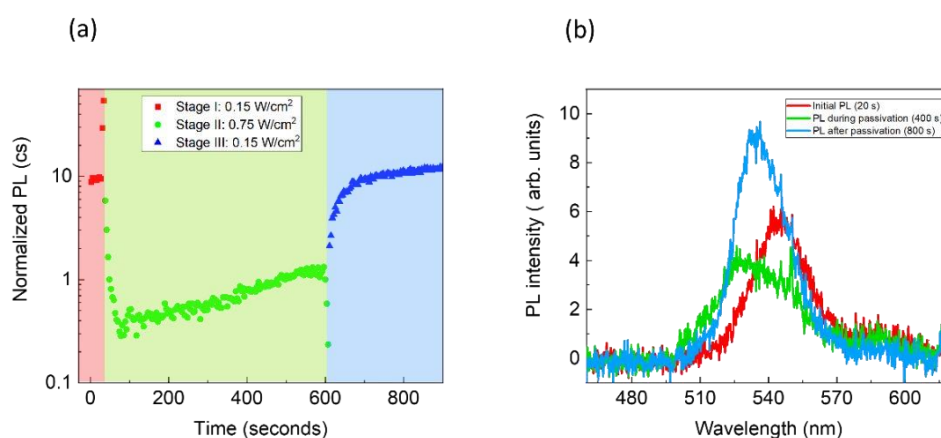 (a)
(b)
Stage I: 0.15 W/cm²
Stage II: 0.75 W/cm²
Stage III: 0.15 W/cm²
Normalized PL (cs)
10
1
0.1
0
200
400
600
800
Time (seconds)
Initial PL (20 s)
PL during passivation (400 s)
PL after passivation (800 s)
PL intensity ( arb. units)
10
8
6
4
2
0
480
510
540
570
600
Wavelength (nm)